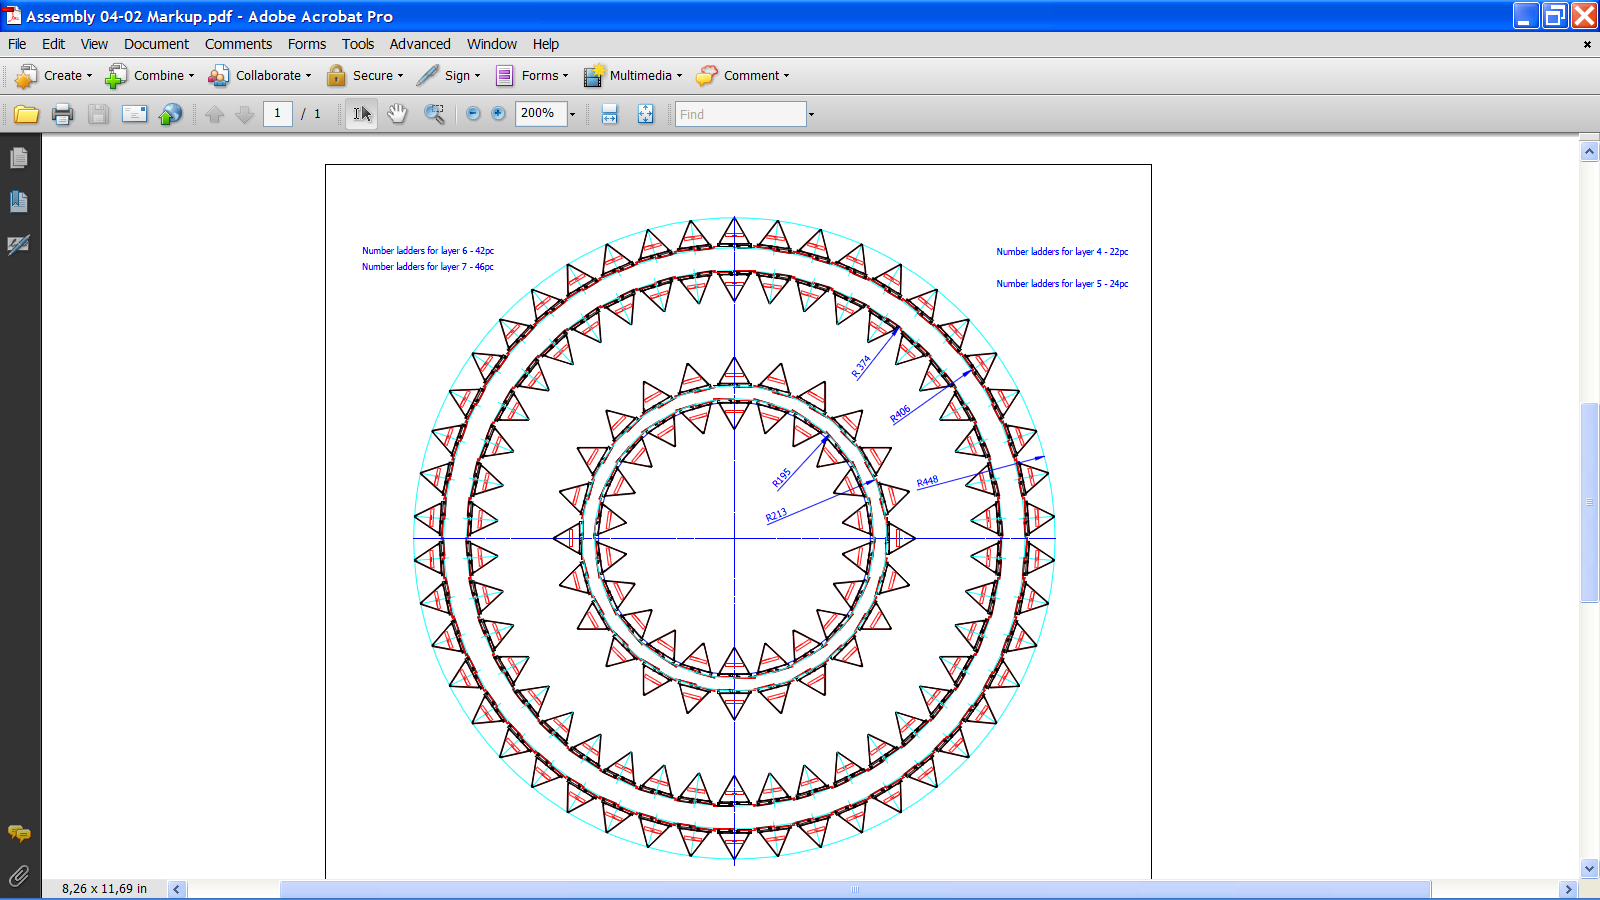 Assembly 04-02 Markup.pdf - Adobe Acrobat Pro
File Edit View Document Comments Forms Tools Advanced Window Help
Create Combine Collaborate Secure Sign Forms Multimedia Comment
1 / 1 200% Find
Number ladders for layer 6 - 42pc
Number ladders for layer 7 - 46pc
Number ladders for layer 4 - 22pc
Number ladders for layer 5 - 24pc
R 374
R406
R195
R448
R213
8,26 x 11,69 in